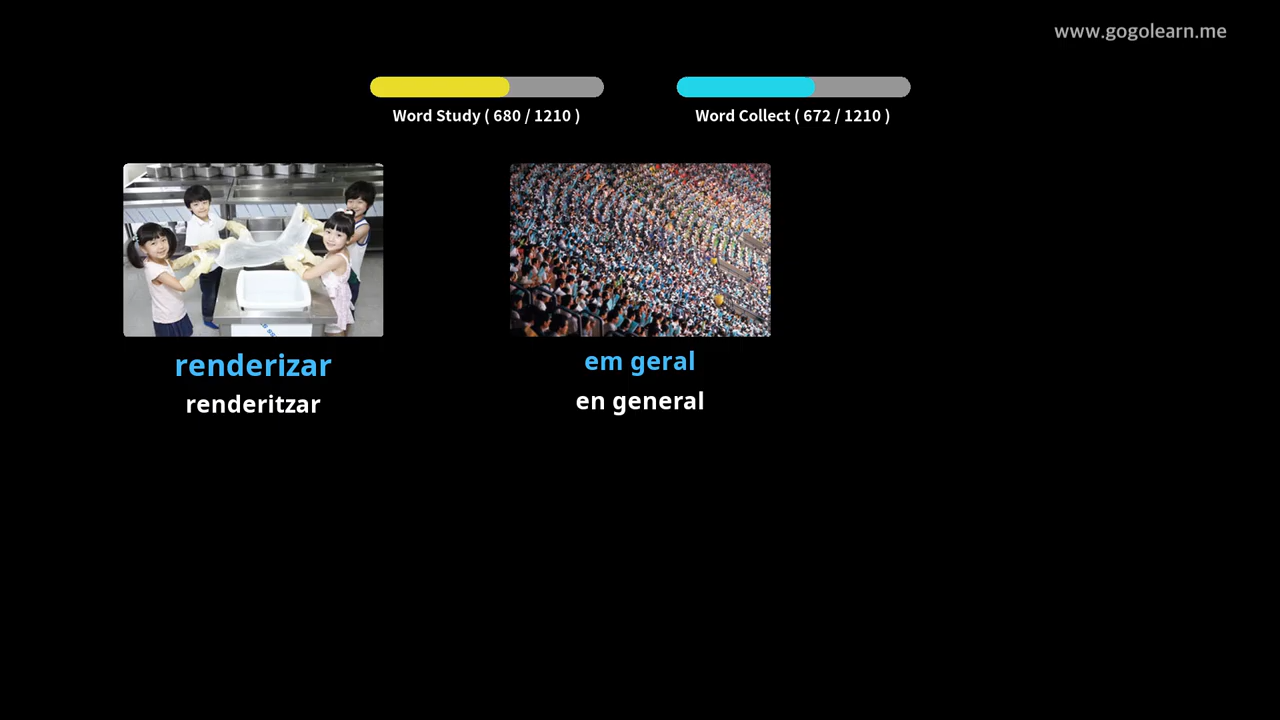 www.gogolearn.me
Word Study ( 680 / 1210 )
Word Collect ( 672 / 1210 )
renderizar
em geral
renderitzar
en general